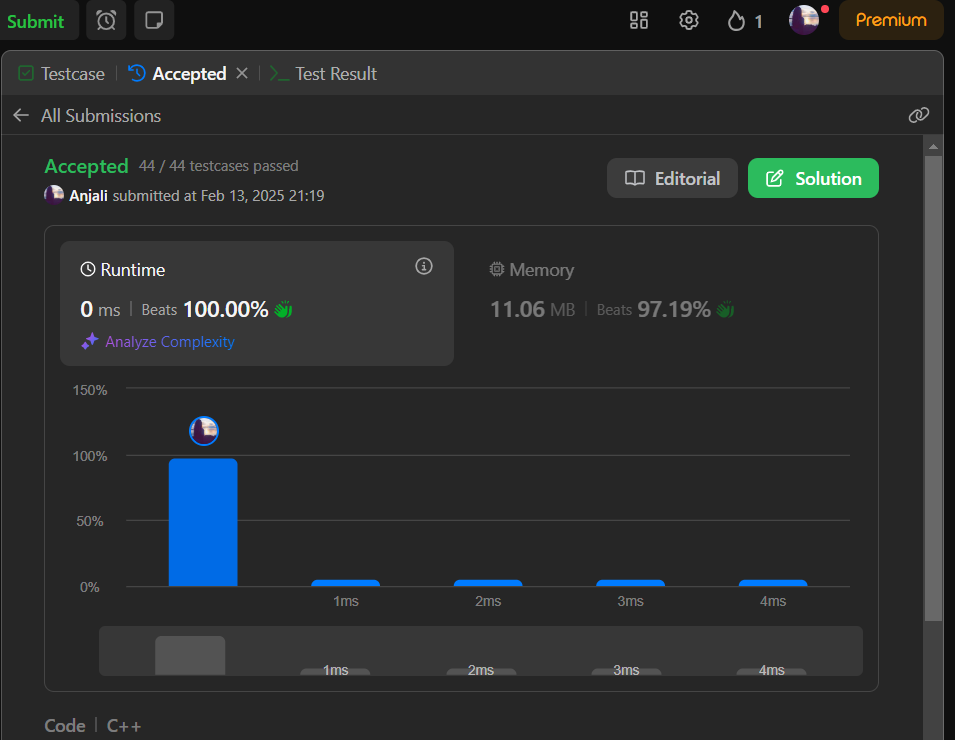 Submit 1 Premium
Testcase Accepted Test Result
All Submissions
Accepted 44 / 44 testcases passed
Anjali submitted at Feb 13, 2025 21:19
Editorial Solution
Runtime
0 ms Beats 100.00%
Analyze Complexity
Memory
11.06 MB Beats 97.19%
150%
100%
50%
0%
1ms 2ms 3ms 4ms
1ms 2ms 3ms 4ms
Code C++